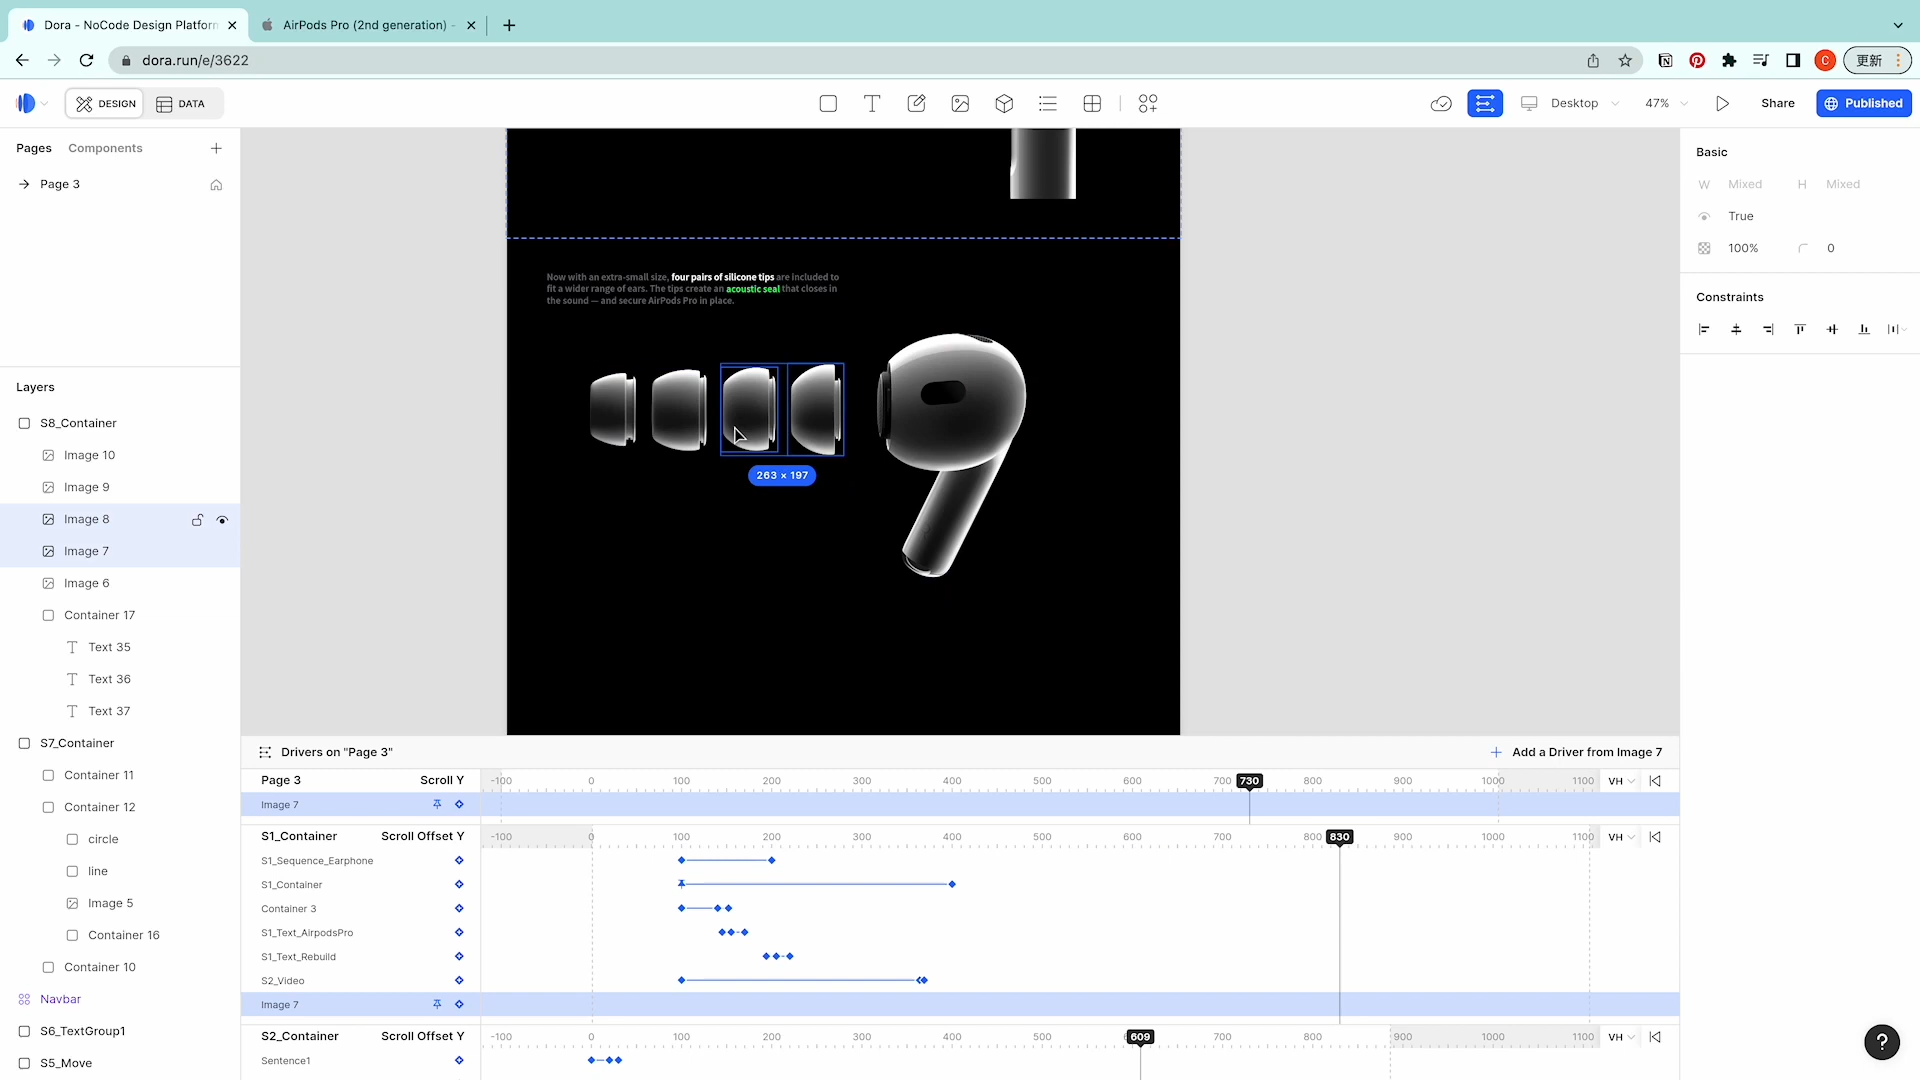 Dora - NoCode Design Platform
AirPods Pro (2nd generation) -
dora.run/e/3622
C
更新
DESIGN
DATA
Desktop
47%
Share
Published
Pages
Components
Page 3
Layers
S8_Container
Image 10
Image 9
Image 8
Image 7
Image 6
Container 17
Text 35
Text 36
Text 37
S7_Container
Container 11
Container 12
circle
line
Image 5
Container 16
Container 10
Navbar
S6_TextGroup1
S5_Move
Now with an extra-small size, four pairs of silicone tips are included to
fit a wider range of ears. The tips create an acoustic seal that closes in
the sound — and secure AirPods Pro in place.
263 × 197
Basic
W Mixed H Mixed
True
100% 0
Constraints
Drivers on "Page 3"
Add a Driver from Image 7
Page 3 Scroll Y -100 0 100 200 300 400 500 600 700 730 800 900 1000 1100 VH
Image 7
S1_Container Scroll Offset Y -100 0 100 200 300 400 500 600 700 800 830 900 1000 1100 VH
S1_Sequence_Earphone
S1_Container
Container 3
S1_Text_AirpodsPro
S1_Text_Rebuild
S2_Video
Image 7
S2_Container Scroll Offset Y -100 0 100 200 300 400 500 609 700 800 900 1000 1100 VH
Sentence1
?